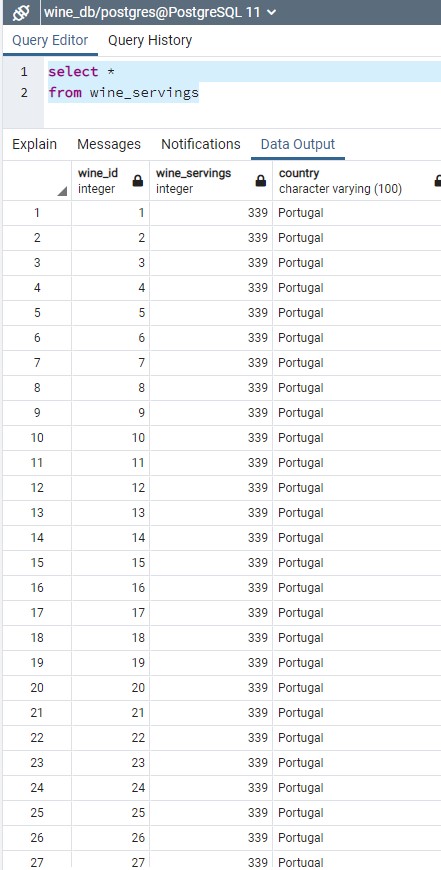 wine_db/postgres@PostgreSQL 11
Query Editor Query History
1 select *
2 from wine_servings
Explain Messages Notifications Data Output
wine_id integer wine_servings integer country character varying (100)
1 1 339 Portugal
2 2 339 Portugal
3 3 339 Portugal
4 4 339 Portugal
5 5 339 Portugal
6 6 339 Portugal
7 7 339 Portugal
8 8 339 Portugal
9 9 339 Portugal
10 10 339 Portugal
11 11 339 Portugal
12 12 339 Portugal
13 13 339 Portugal
14 14 339 Portugal
15 15 339 Portugal
16 16 339 Portugal
17 17 339 Portugal
18 18 339 Portugal
19 19 339 Portugal
20 20 339 Portugal
21 21 339 Portugal
22 22 339 Portugal
23 23 339 Portugal
24 24 339 Portugal
25 25 339 Portugal
26 26 339 Portugal
27 27 339 Portugal